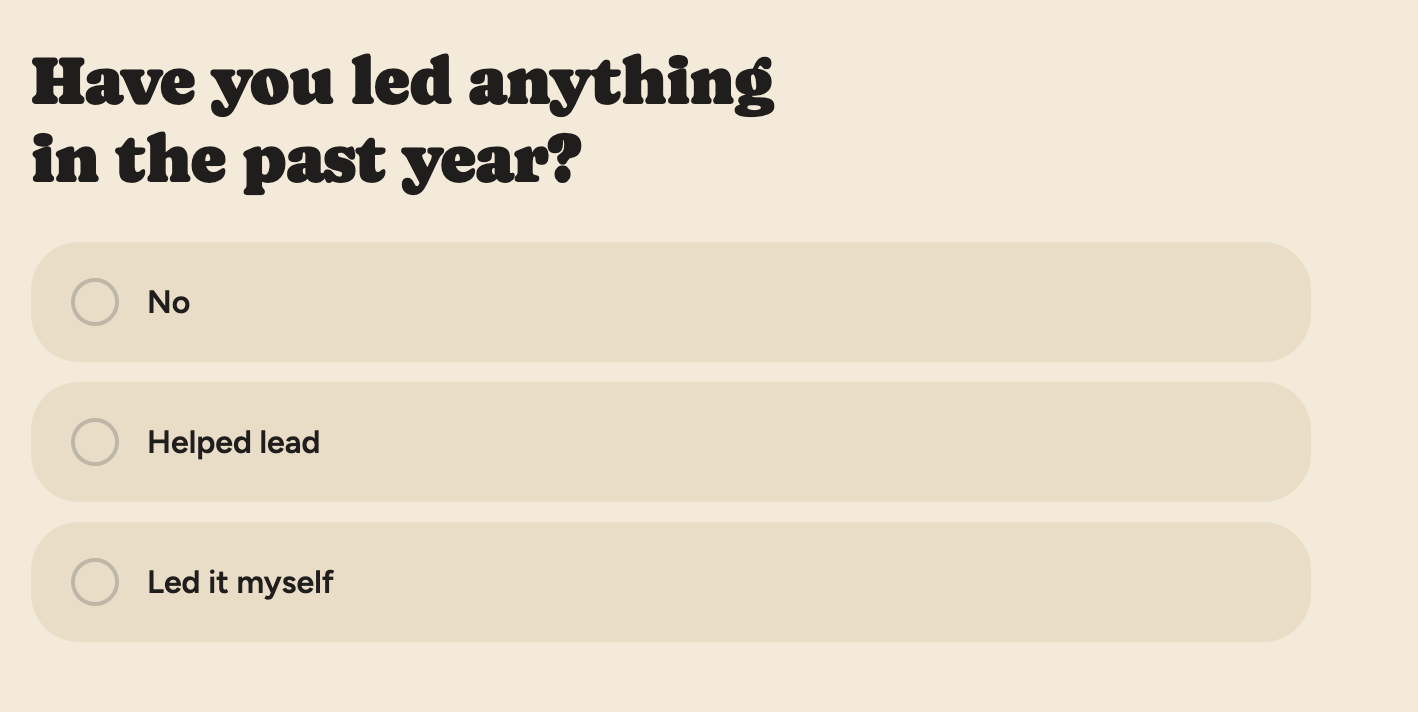 Have you led anything
in the past year?
No
Helped lead
Led it myself